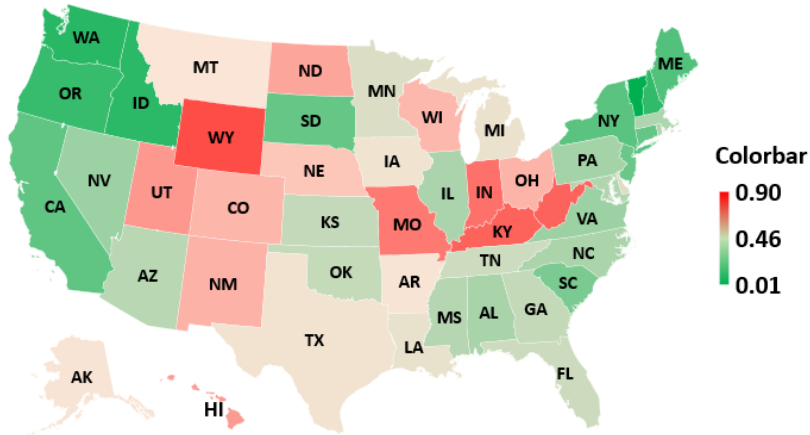 WA
ME
MT
ND
MN
OR
ID
SD
NY
WI
MI
WY
Colorbar
PA
IA
NE
NV
UT
IL
IN
OH
0.90
CA
CO
MO
KS
KY
VA
0.46
NC
TN
AZ
OK
NM
AR
SC
0.01
MS
AL
GA
TX
LA
FL
AK
HI